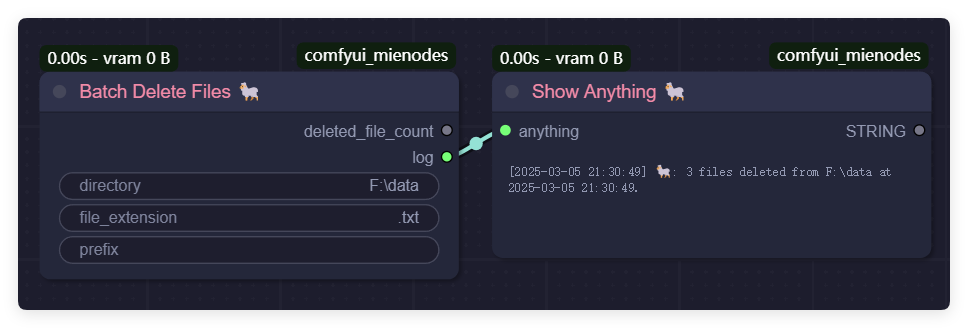 0.00s - vram 0 B
comfyui_mienodes
Batch Delete Files 🐑
deleted_file_count
log
directory F:\data
file_extension .txt
prefix
0.00s - vram 0 B
comfyui_mienodes
Show Anything 🐑
anything
STRING
[2025-03-05 21:30:49] 🐑: 3 files deleted from F:\data at
2025-03-05 21:30:49.